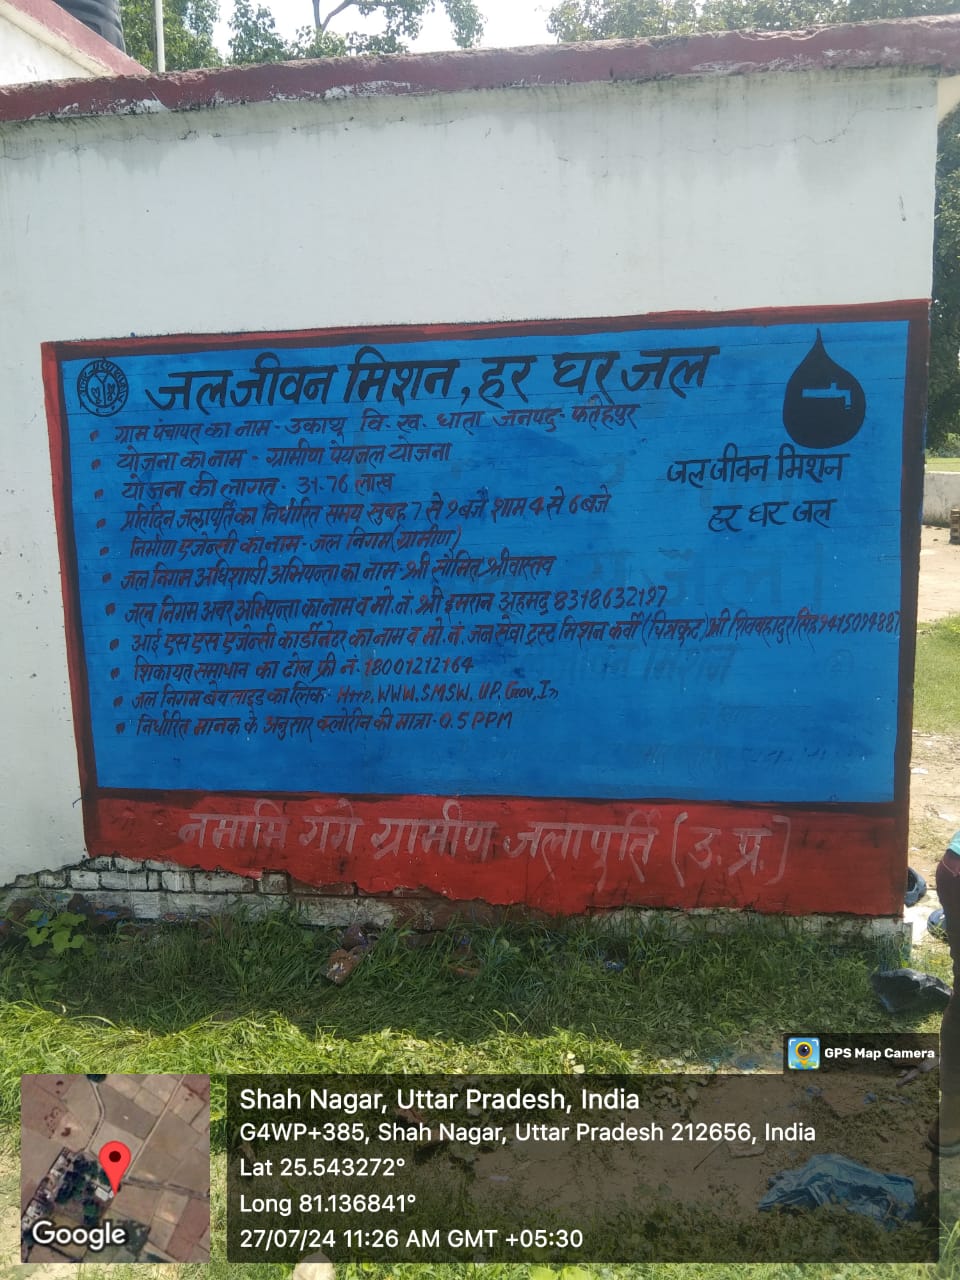 जल जीवन मिशन, हर घर जल
ग्राम पंचायत का नाम - उकाथू वि. ख. धाता जनपद- फतेहपुर
योजना का नाम - ग्रामीण पेयजल योजना
योजना की लागत - 31.76 लाख
प्रतिदिन जलापूर्ति का निर्धारित समय सुबह 7 से 9 बजे शाम 4 से 6 बजे
निर्माण एजेन्सी का नाम - जल निगम (ग्रामीण)
जल निगम अधिशाषी अभियन्ता का नाम - श्री सौमित्र श्रीवास्तव
जल निगम अवर अभियन्ता का नाम व मो.नं. श्री इमरान अहमद 8318632197
आई एस एस एजेन्सी कार्डीनेटर का नाम व मो.नं. जन सेवा ट्रस्ट मिशन कर्वी (चित्रकूट) श्री शिवबहादुर सिंह
शिकायत समाधान का टोल फ्री नं. 18001212164
जल निगम बेवसाइड का लिंक - Http.WWW.SMSW.UP.Gov.In
निर्धारित मानक के अनुसार क्लोरीन की मात्रा - 0.5 PPM
जल जीवन मिशन
हर घर जल
नमामि गंगे ग्रामीण जलापूर्ति (उ.प्र.)
GPS Map Camera
Shah Nagar, Uttar Pradesh, India
G4WP+385, Shah Nagar, Uttar Pradesh 212656, India
Lat 25.543272°
Long 81.136841°
27/07/24 11:26 AM GMT +05:30
Google